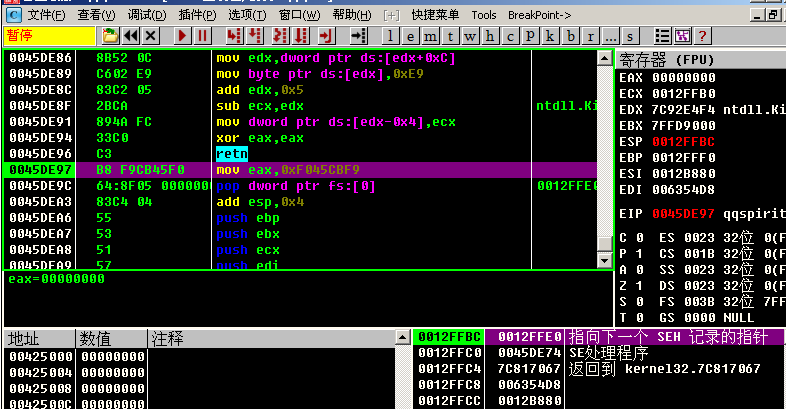 文件(F) 查看(V) 调试(D) 插件(P) 选项(T) 窗口(W) 帮助(H) [+] 快捷菜单 Tools BreakPoint->
暂停 l e m t w h c p k b r ... s ?
0045DE86 8B52 0C mov edx,dword ptr ds:[edx+0xC]
0045DE89 C602 E9 mov byte ptr ds:[edx],0xE9
0045DE8C 83C2 05 add edx,0x5
0045DE8F 2BCA sub ecx,edx ntdll.Ki
0045DE91 894A FC mov dword ptr ds:[edx-0x4],ecx
0045DE94 33C0 xor eax,eax
0045DE96 C3 retn
0045DE97 B8 F9CB45F0 mov eax,0xF045CBF9
0045DE9C 64:8F05 000000 pop dword ptr fs:[0] 0012FFE0
0045DEA3 83C4 04 add esp,0x4
0045DEA6 55 push ebp
0045DEA7 53 push ebx
0045DEA8 51 push ecx
0045DEA9 57 push edi
eax=00000000
寄存器 (FPU)
EAX 00000000
ECX 0012FFB0
EDX 7C92E4F4 ntdll.Ki
EBX 7FFD9000
ESP 0012FFBC
EBP 0012FFF0
ESI 0012B880
EDI 006354D8
EIP 0045DE97 qqspirit
C 0 ES 0023 32位 0(F
P 1 CS 001B 32位 0(F
A 0 SS 0023 32位 0(F
Z 1 DS 0023 32位 0(F
S 0 FS 003B 32位 7FF
T 0 GS 0000 NULL
地址 数值 注释
00425000 00000000
00425004 00000000
00425008 00000000
0042500C 00000000
0012FFBC 0012FFE0 指向下一个 SEH 记录的指针
0012FFC0 0045DE74 SE处理程序
0012FFC4 7C817067 返回到 kernel32.7C817067
0012FFC8 006354D8
0012FFCC 0012B880